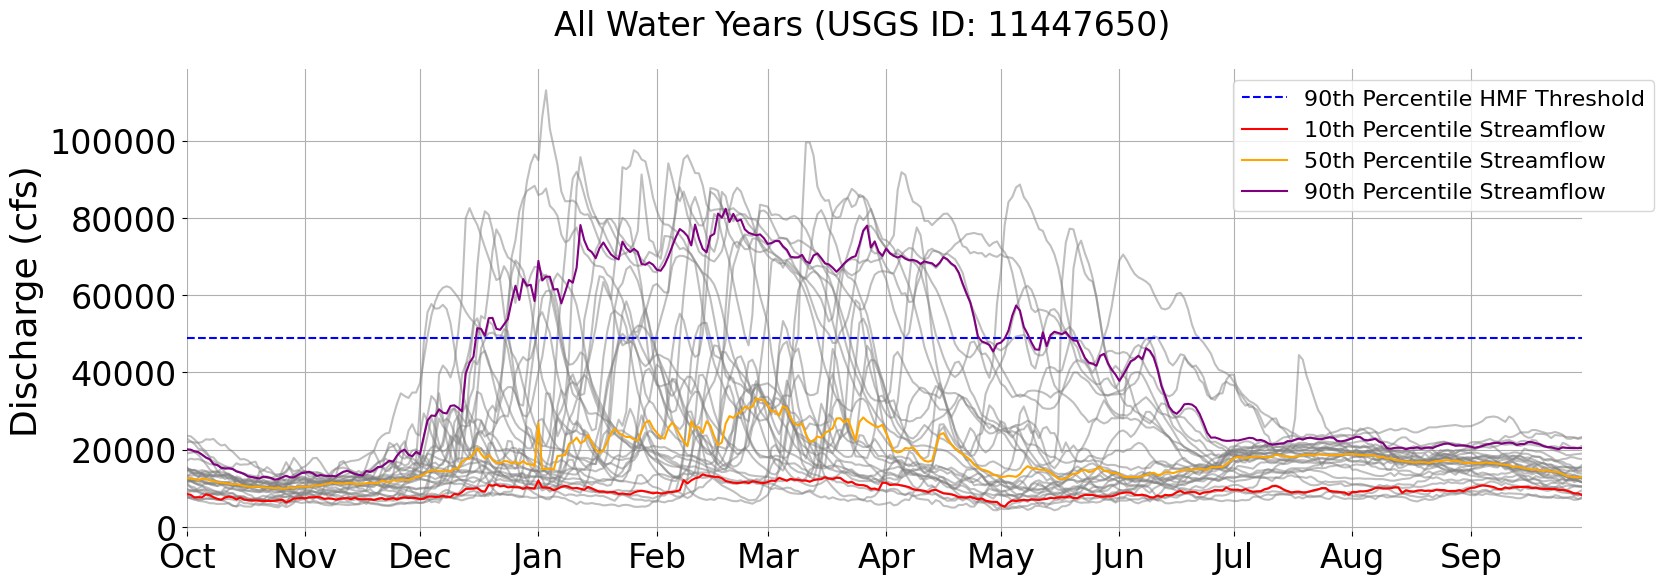 All Water Years (USGS ID: 11447650)
Discharge (cfs)
100000
80000
60000
40000
20000
0
90th Percentile HMF Threshold
10th Percentile Streamflow
50th Percentile Streamflow
90th Percentile Streamflow
Oct Nov Dec Jan Feb Mar Apr May Jun Jul Aug Sep